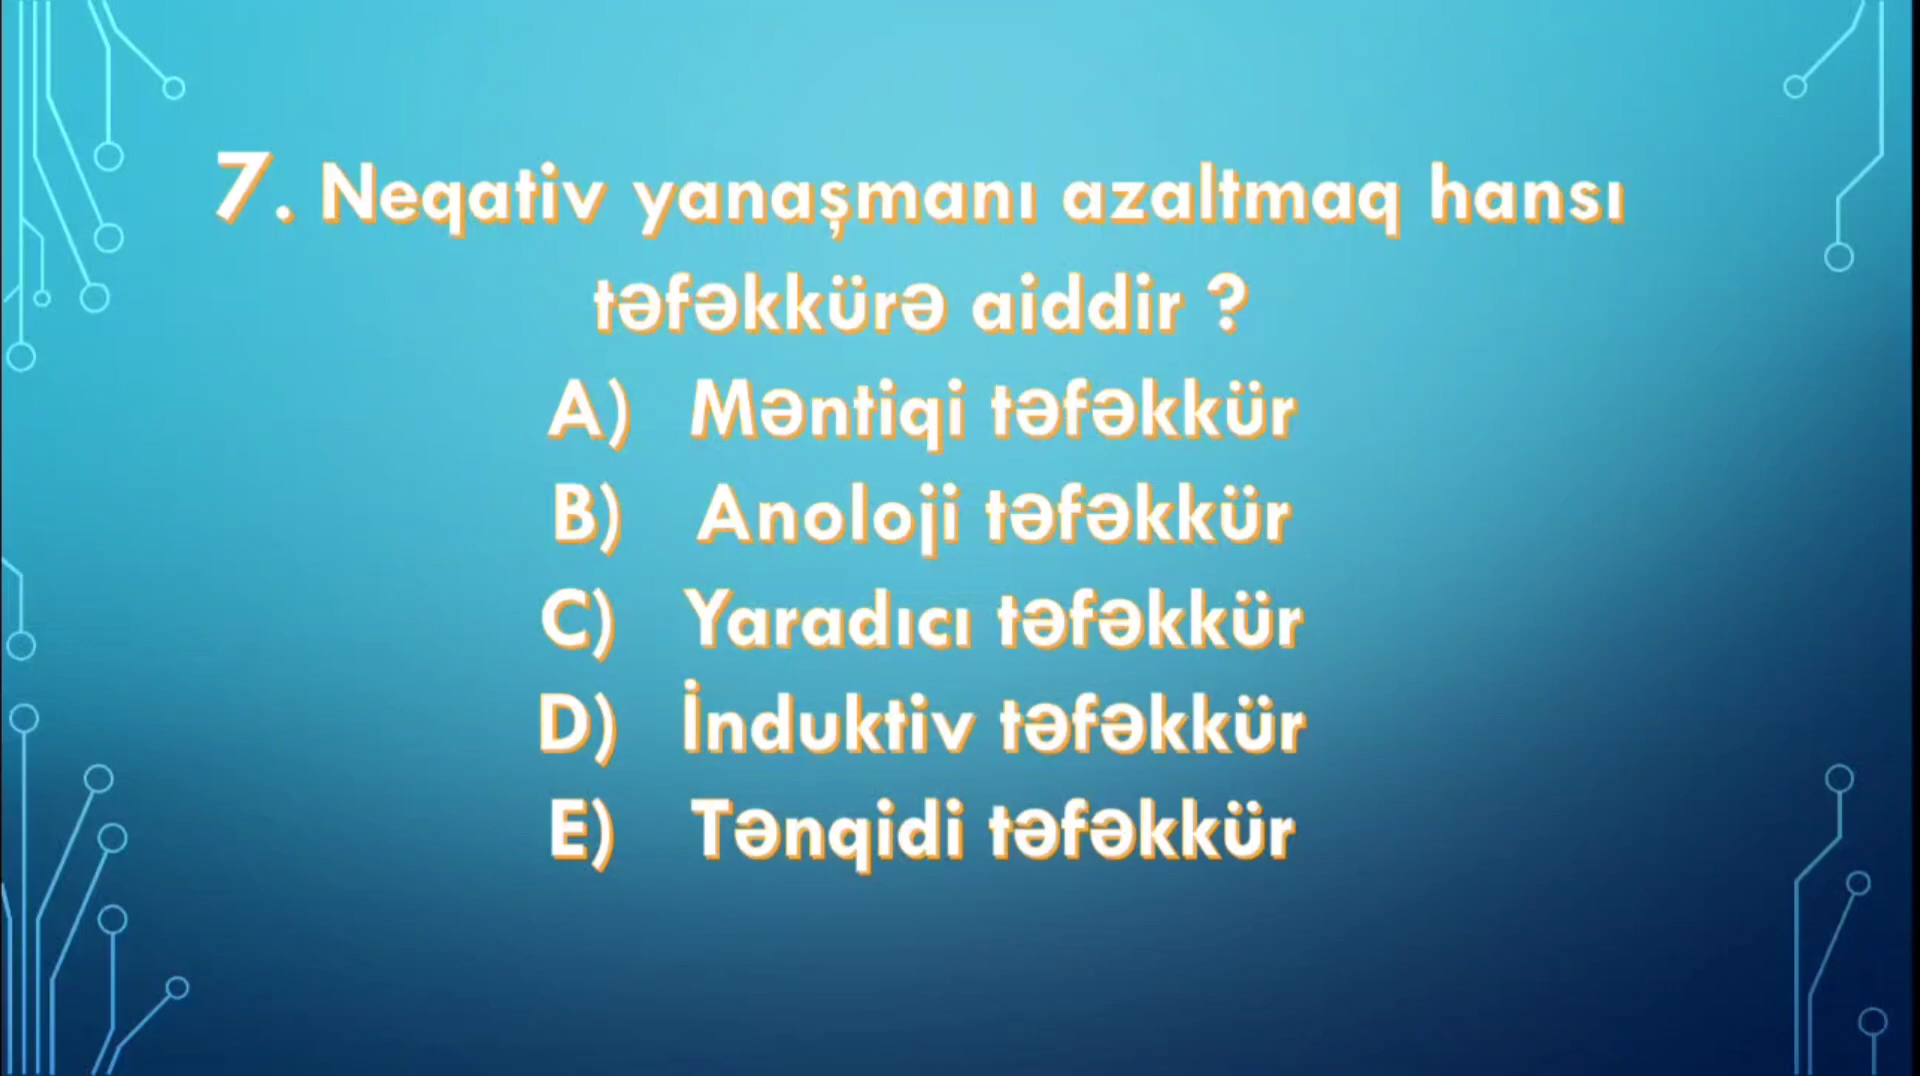 7. Neqativ yanaşmanı azaltmaq hansı
təfəkkürə aiddir ?
A) Məntiqi təfəkkür
B) Anoloji təfəkkür
C) Yaradıcı təfəkkür
D) İnduktiv təfəkkür
E) Tənqidi təfəkkür